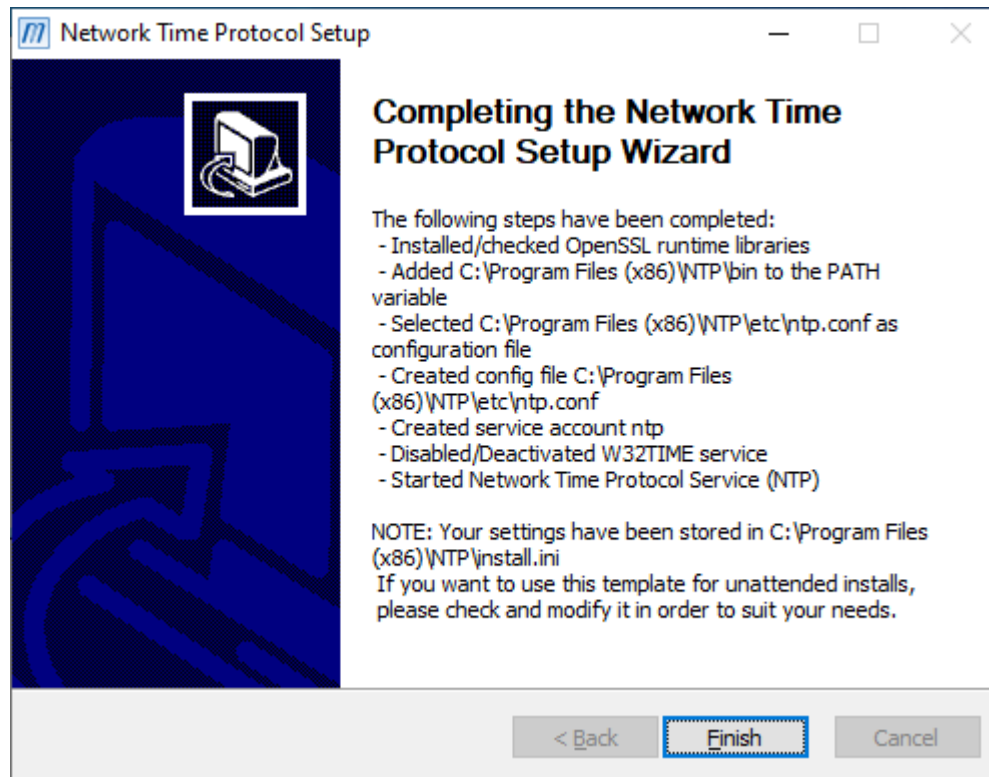 Network Time Protocol Setup
Completing the Network Time
Protocol Setup Wizard
The following steps have been completed:
- Installed/checked OpenSSL runtime libraries
- Added C:\Program Files (x86)\NTP\bin to the PATH
variable
- Selected C:\Program Files (x86)\NTP\etc\ntp.conf as
configuration file
- Created config file C:\Program Files
(x86)\NTP\etc\ntp.conf
- Created service account ntp
- Disabled/Deactivated W32TIME service
- Started Network Time Protocol Service (NTP)
NOTE: Your settings have been stored in C:\Program Files
(x86)\NTP\install.ini
If you want to use this template for unattended installs,
please check and modify it in order to suit your needs.
< Back Finish Cancel